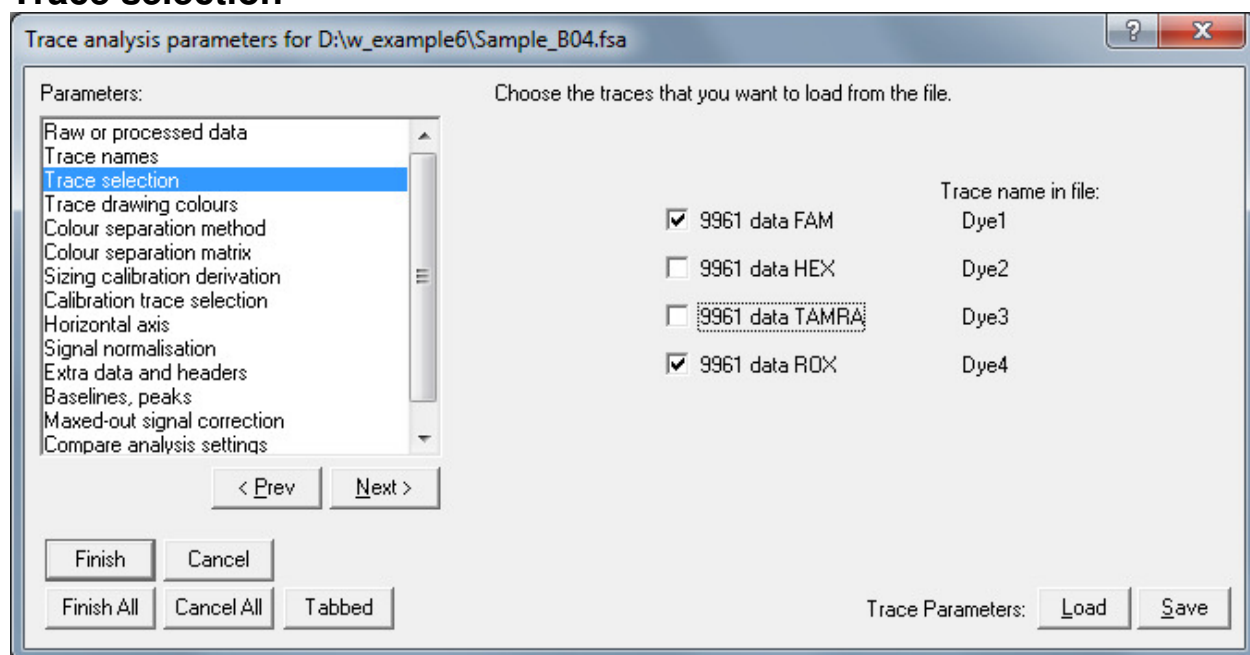 Trace selection
Trace analysis parameters for D:\w_example6\Sample_B04.fsa
Parameters:
Choose the traces that you want to load from the file.
Raw or processed data
Trace names
Trace selection
Trace drawing colours
Colour separation method
Colour separation matrix
Sizing calibration derivation
Calibration trace selection
Horizontal axis
Signal normalisation
Extra data and headers
Baselines, peaks
Maxed-out signal correction
Compare analysis settings
Trace name in file:
9961 data FAM Dye1
9961 data HEX Dye2
9961 data TAMRA Dye3
9961 data ROX Dye4
< Prev Next >
Finish Cancel
Finish All Cancel All Tabbed
Trace Parameters: Load Save